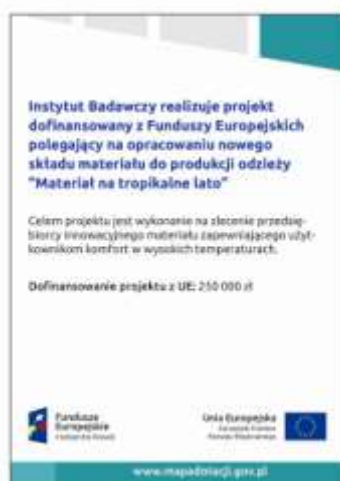 Instytut Badawczy realizuje projekt
dofinansowany z Funduszy Europejskich
polegający na opracowaniu nowego
składu materiału do produkcji odzieży
"Materiał na tropikalne lato"
Celem projektu jest wykonanie na zlecenie przedsię-
biorcy innowacyjnego materiału zapewniającego użyt-
kownikom komfort w wysokich temperaturach.
Dofinansowanie projektu z UE: 250 000 zł
Fundusze
Europejskie
Unia Europejska
www.mapadotacji.gov.pl